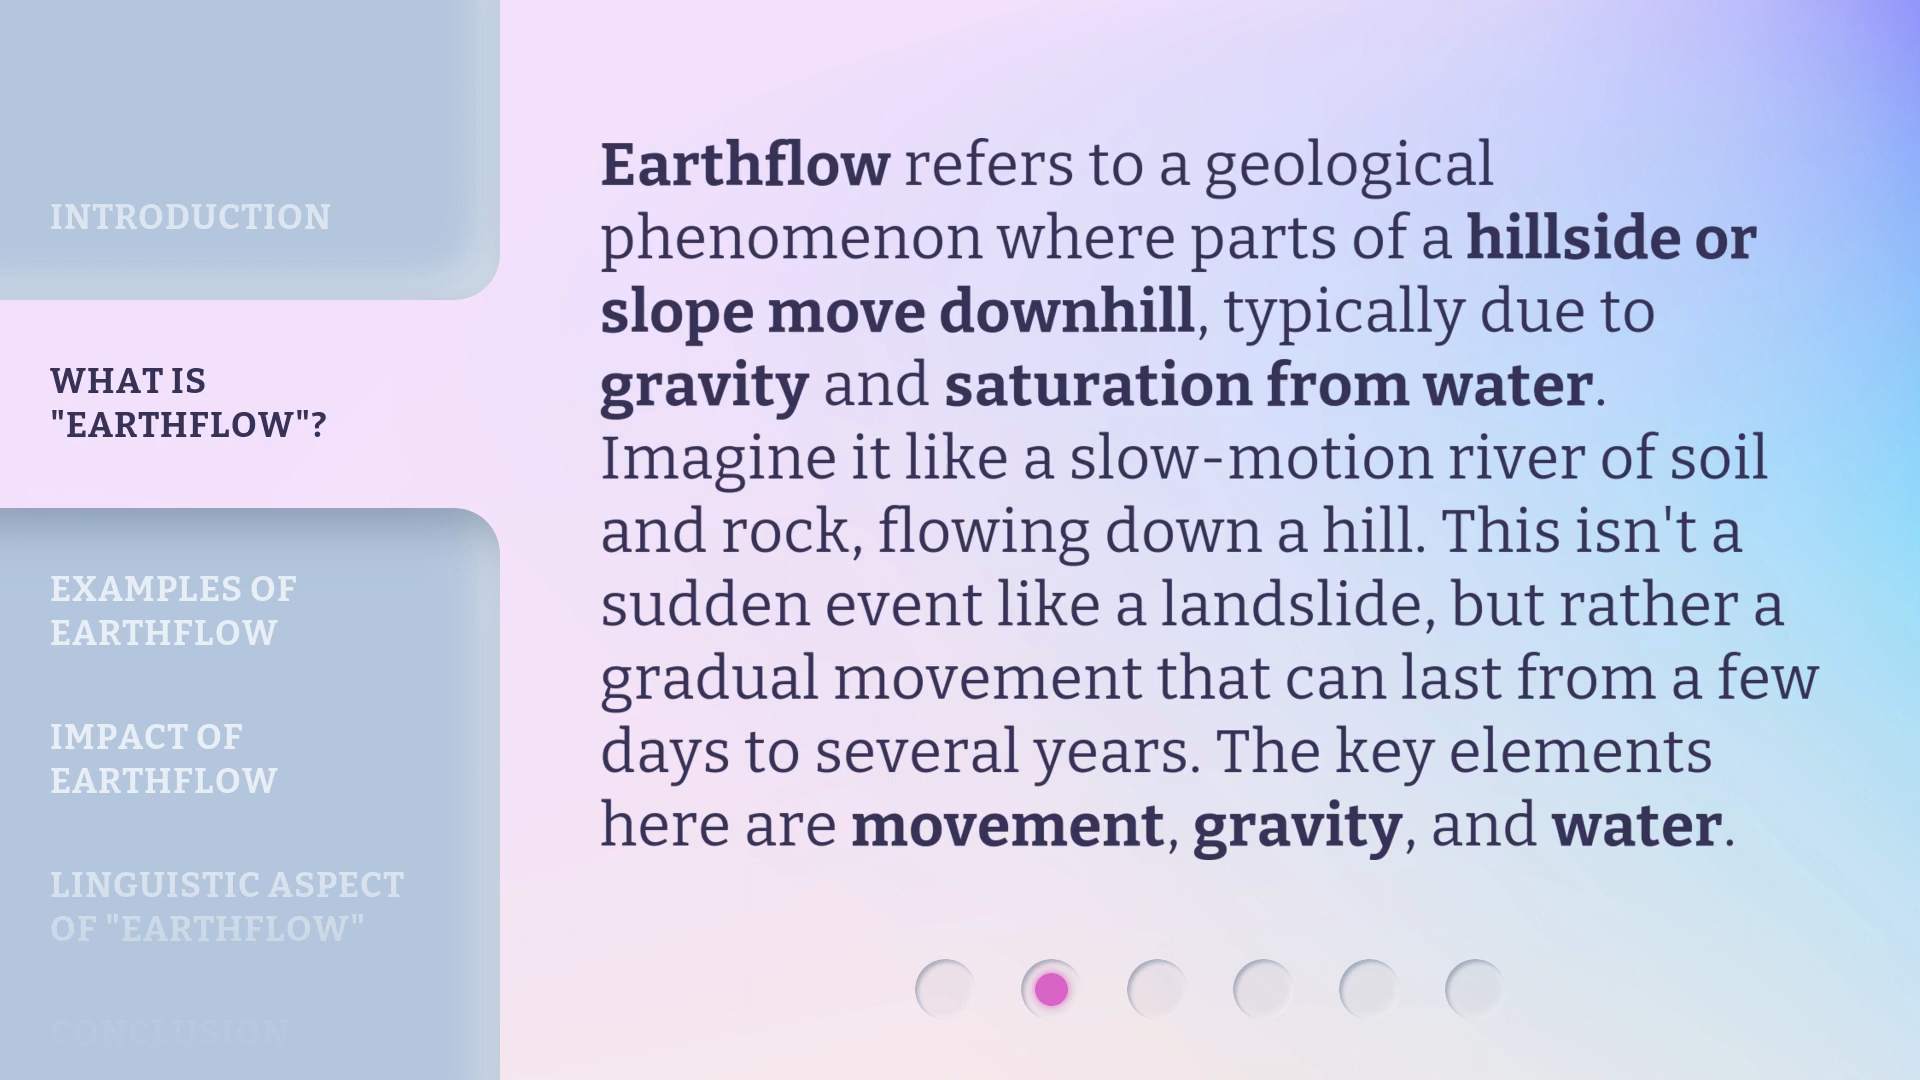 INTRODUCTION
WHAT IS
"EARTHFLOW"?
EXAMPLES OF
EARTHFLOW
IMPACT OF
EARTHFLOW
LINGUISTIC ASPECT
OF "EARTHFLOW"
CONCLUSION
Earthflow refers to a geological
phenomenon where parts of a hillside or
slope move downhill, typically due to
gravity and saturation from water.
Imagine it like a slow-motion river of soil
and rock, flowing down a hill. This isn't a
sudden event like a landslide, but rather a
gradual movement that can last from a few
days to several years. The key elements
here are movement, gravity, and water.